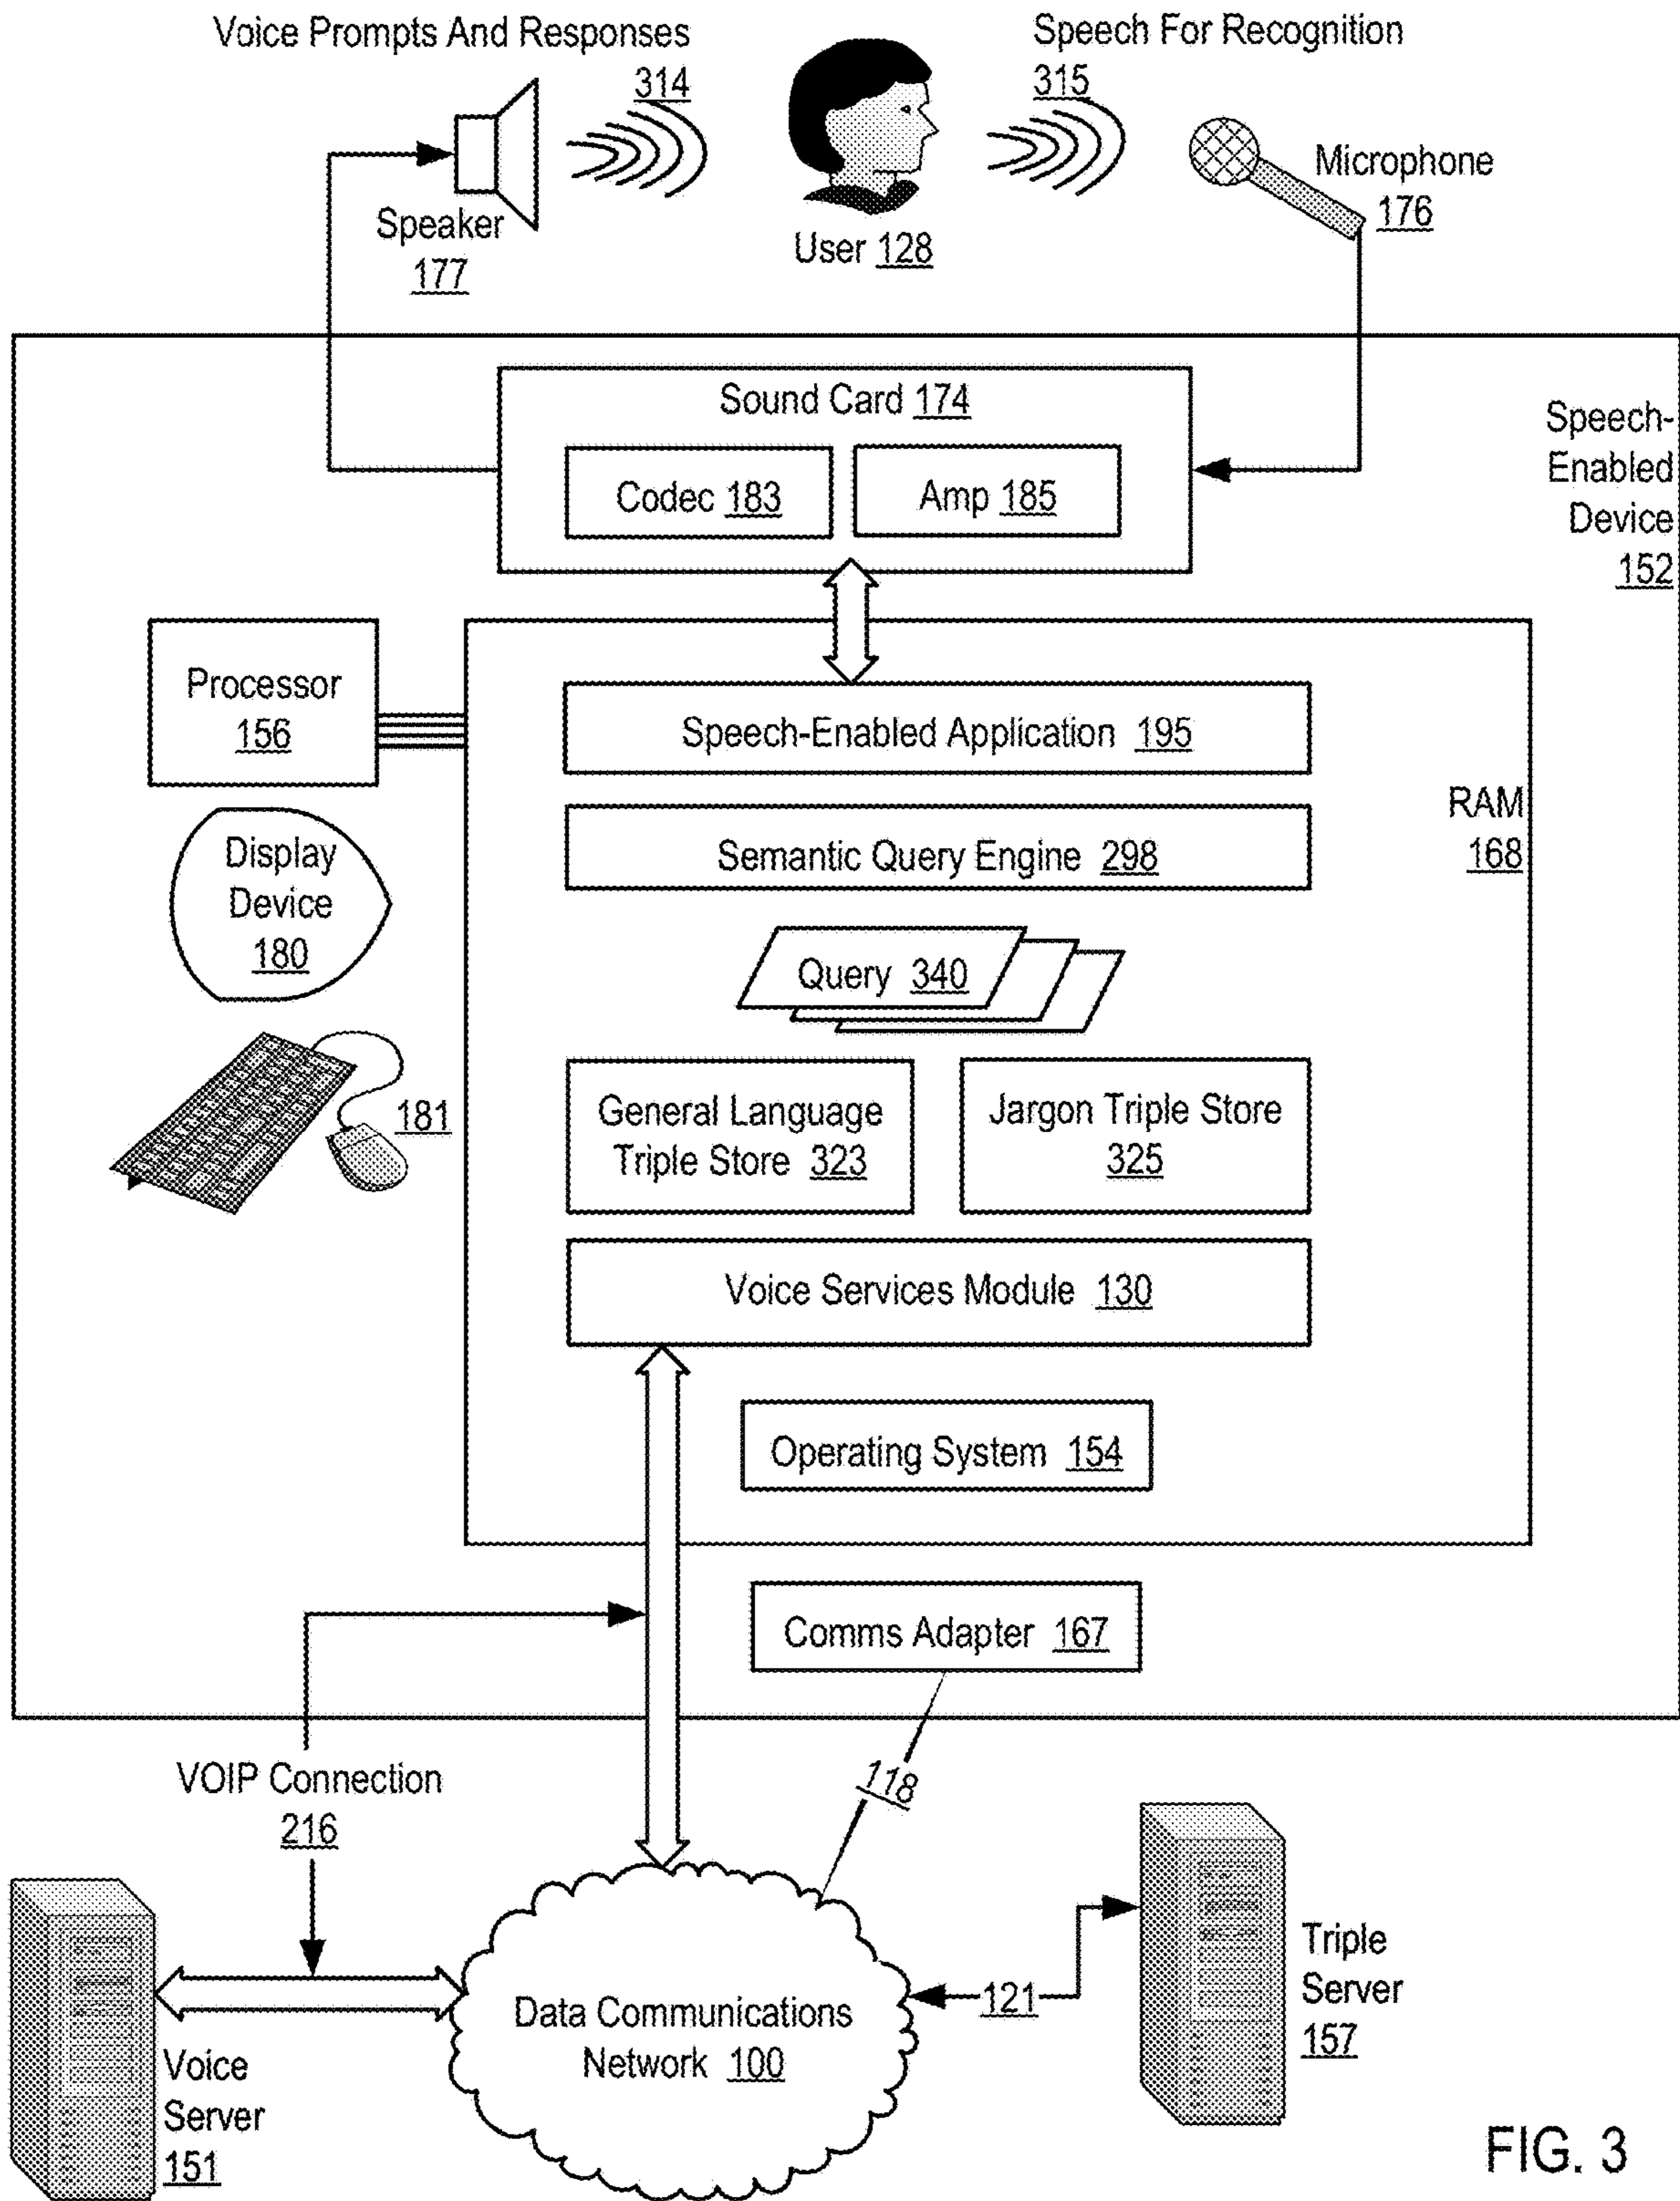 Voice Prompts And Responses
314
Speech For Recognition
315
Speaker
177
User 128
Microphone
176
Sound Card 174
Codec 183
Amp 185
Speech-
Enabled
Device
152
Processor
156
Speech-Enabled Application 195
RAM
168
Display
Device
180
Semantic Query Engine 298
Query 340
181
General Language
Triple Store 323
Jargon Triple Store
325
Voice Services Module 130
Operating System 154
Comms Adapter 167
VOIP Connection
216
118
Triple
Server
157
121
Data Communications
Network 100
Voice
Server
151
FIG. 3